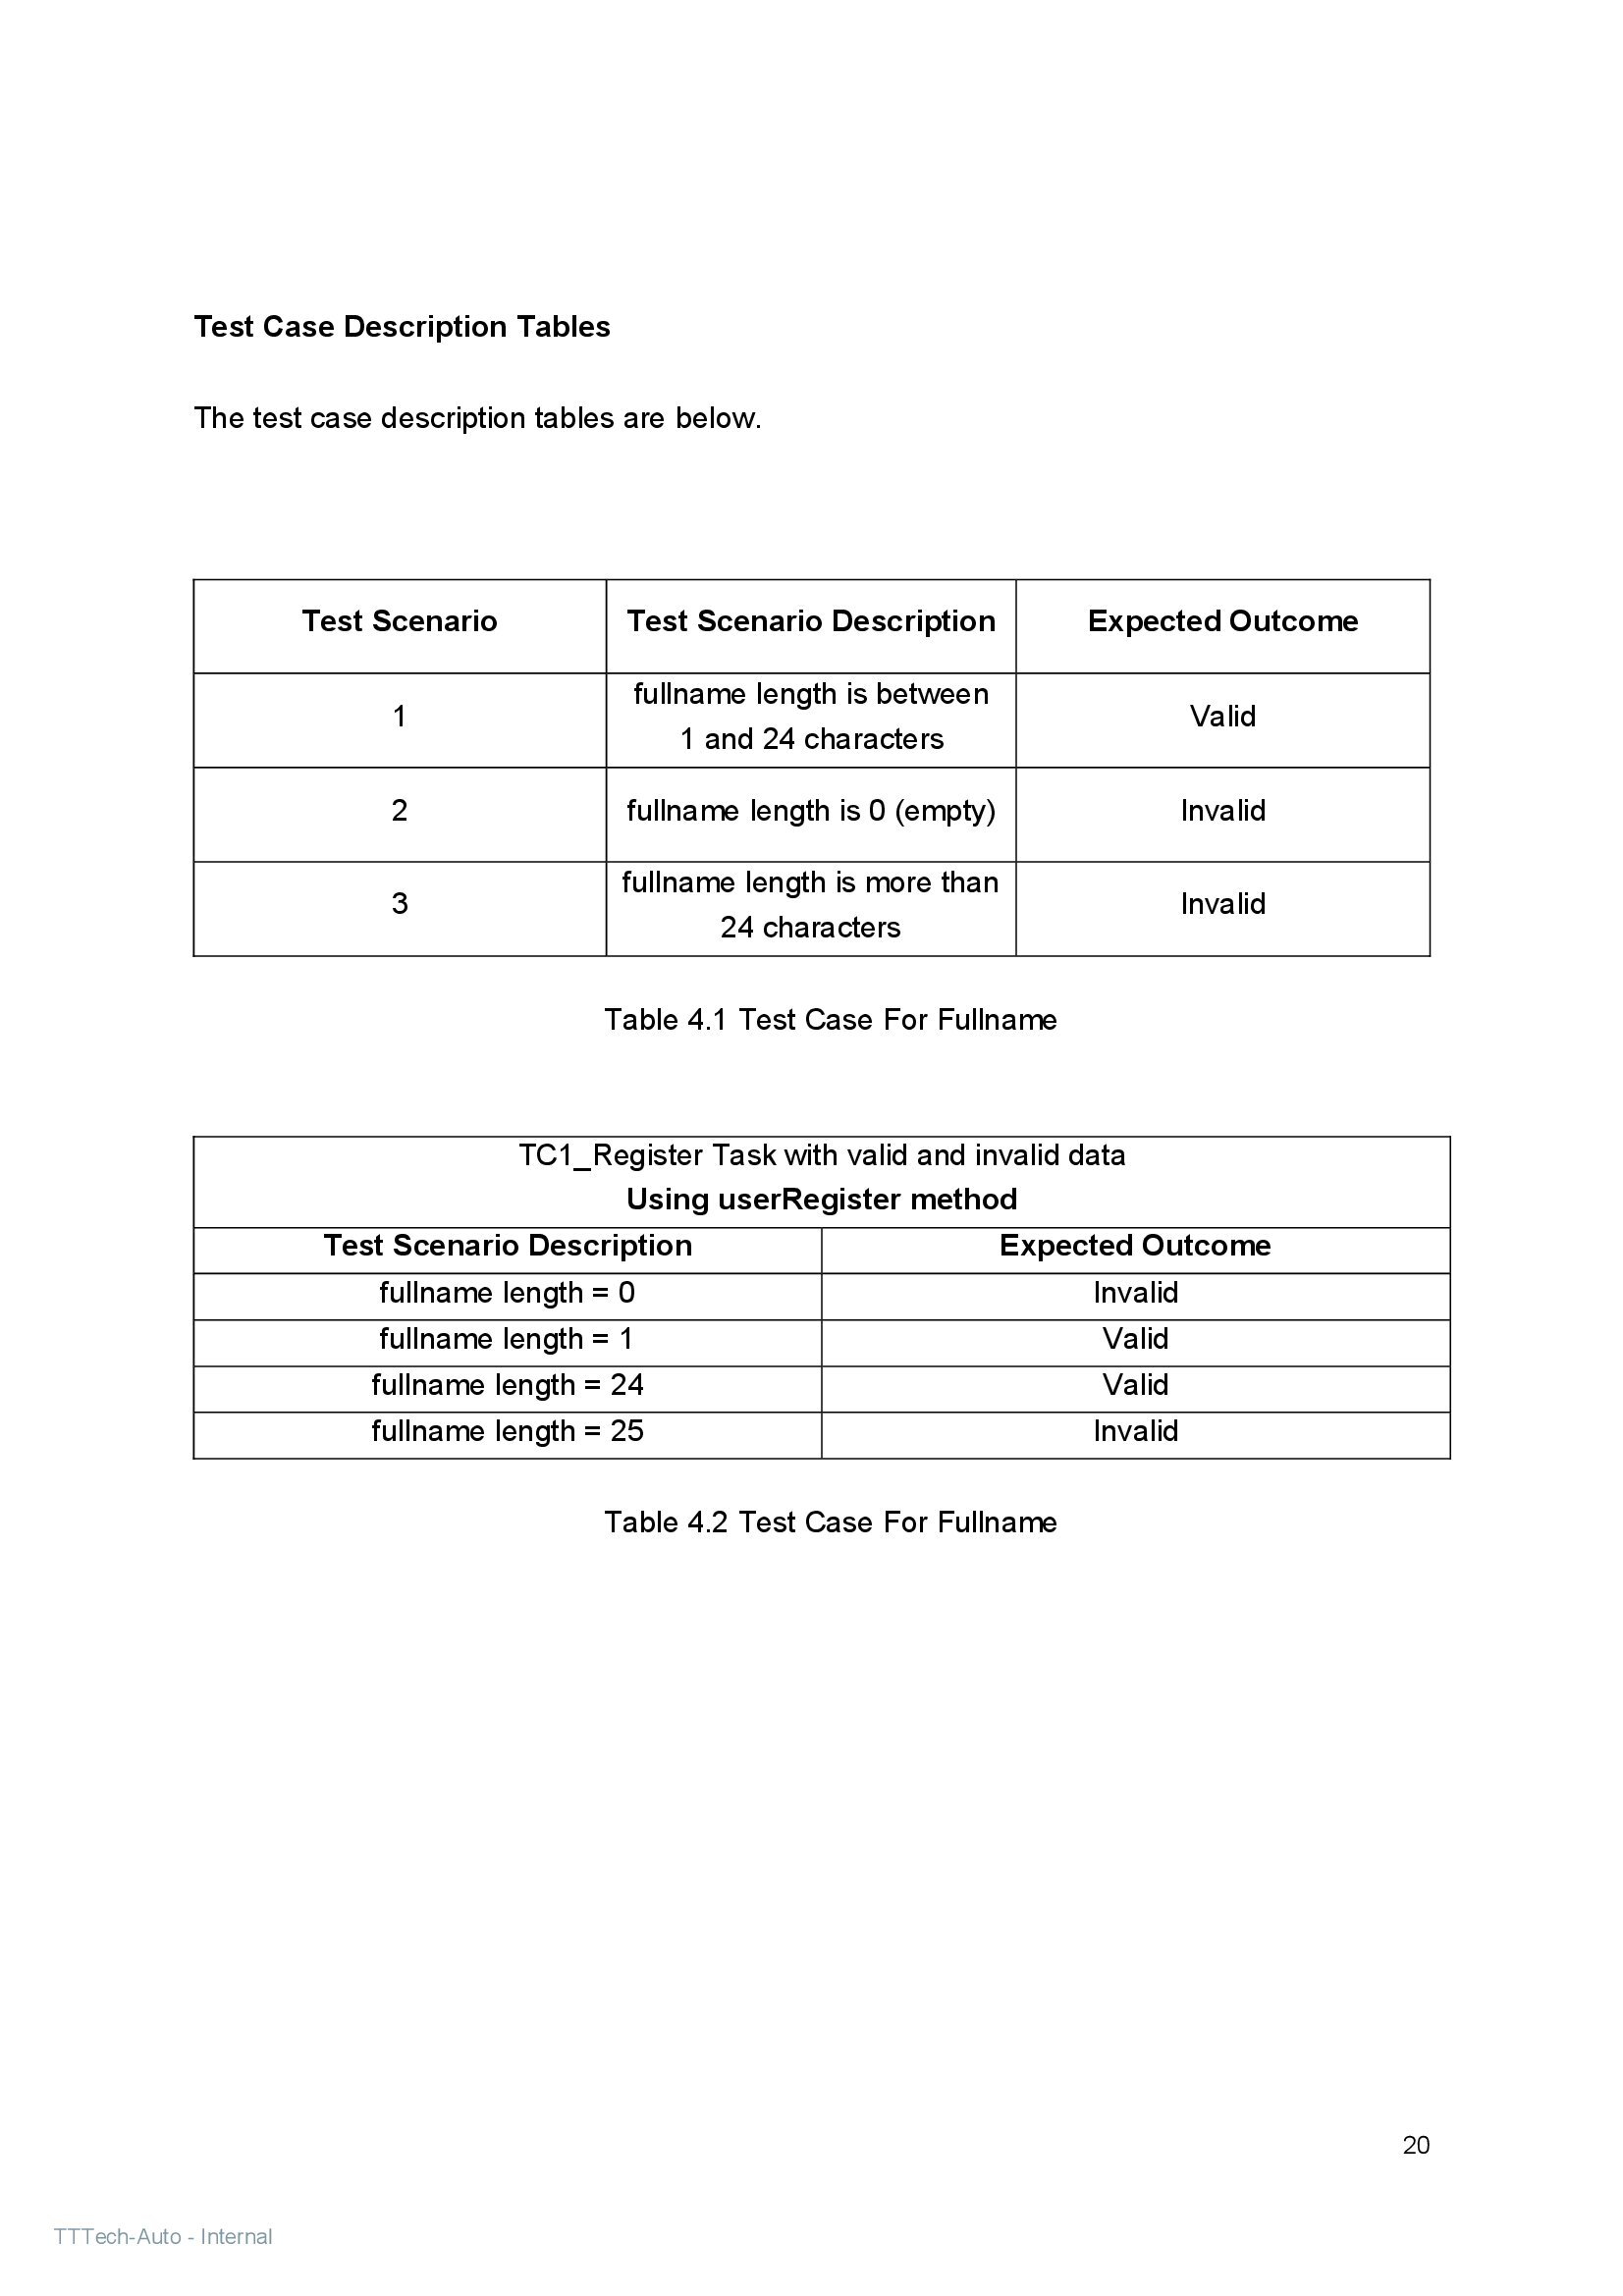 Test Case Description Tables
The test case description tables are below.
Test Scenario
Test Scenario Description
Expected Outcome
1
fullname length is between
1 and 24 characters
Valid
2
fullname length is 0 (empty)
Invalid
3
fullname length is more than
24 characters
Invalid
Table 4.1 Test Case For Fullname
TC1_Register Task with valid and invalid data
Using userRegister method
Test Scenario Description
Expected Outcome
fullname length = 0
Invalid
fullname length = 1
Valid
fullname length = 24
Valid
fullname length = 25
Invalid
Table 4.2 Test Case For Fullname
20
TTTech-Auto - Internal